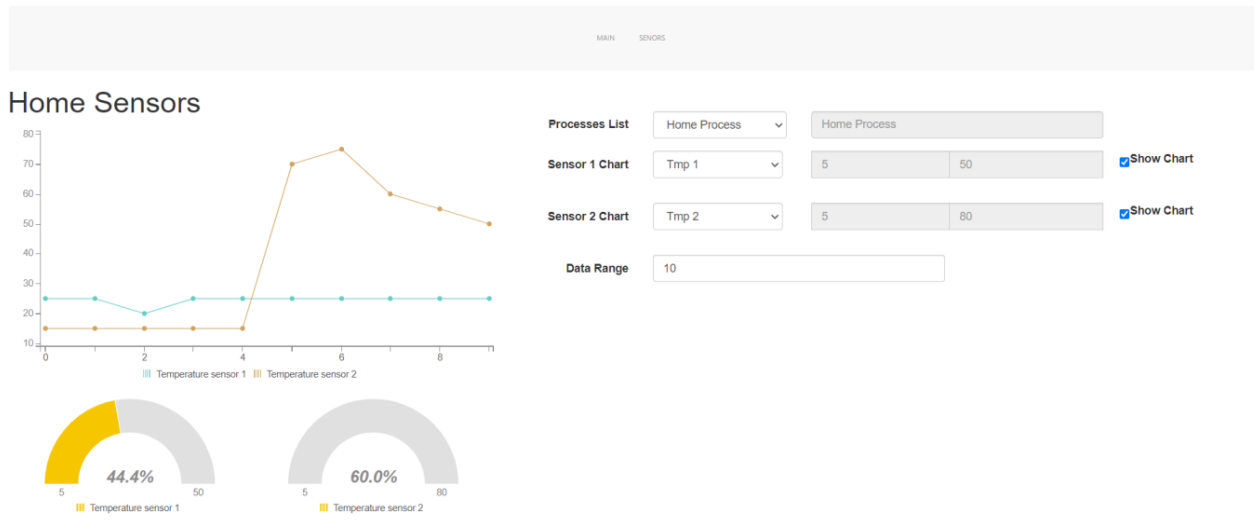 MAIN SENORS
Home Sensors
Processes List Home Process Home Process
Sensor 1 Chart Tmp 1 5 50 Show Chart
Sensor 2 Chart Tmp 2 5 80 Show Chart
Data Range 10
80
70
60
50
40
30
20
10
0 2 4 6 8
Temperature sensor 1 Temperature sensor 2
44.4%
5 50
Temperature sensor 1
60.0%
5 80
Temperature sensor 2